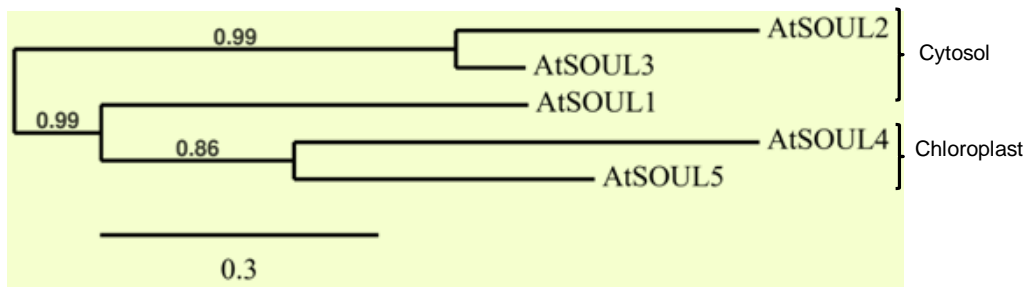 0.99
AtSOUL2
Cytosol
AtSOUL3
AtSOUL1
0.99
AtSOUL4
0.86
Chloroplast
AtSOUL5
0.3